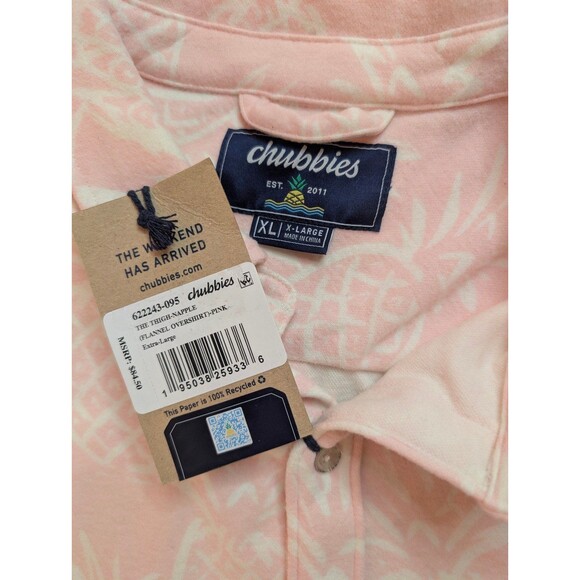 chubbies
EST. 2011
XL X-LARGE
MADE IN CHINA
THE WEEKEND
HAS ARRIVED
chubbies.com
622243-095 chubbies
THE THIGH-NAPPLE
(FLANNEL OVERSHIRT)-PINK
Extra-Large
MSRP: $84.50
1 95038 25933 6
This Paper is 100% Recycled